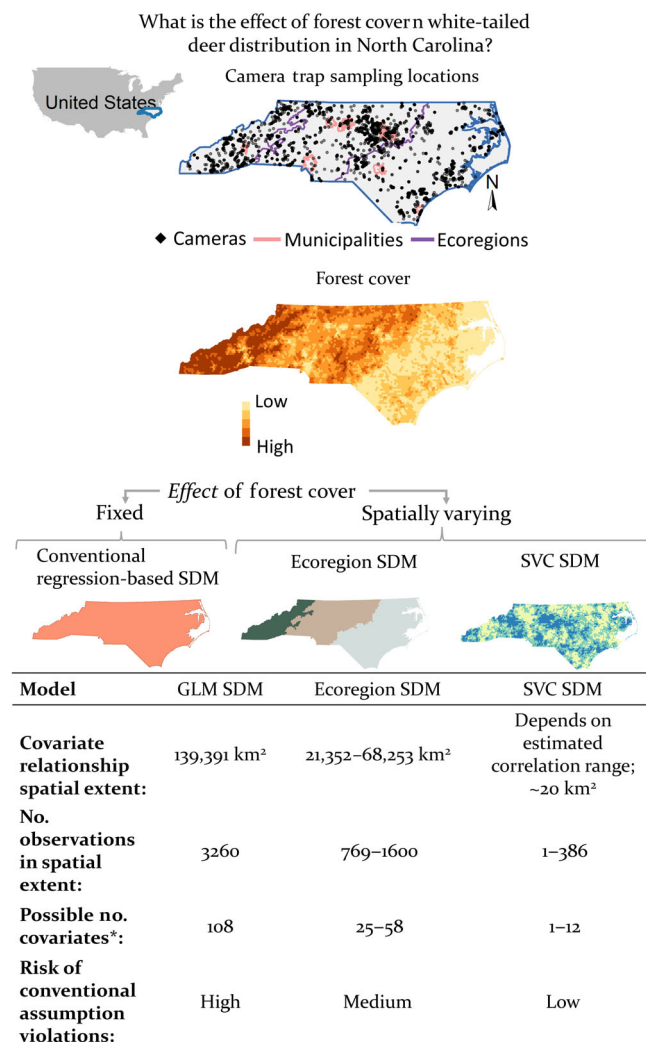 What is the effect of forest covern white-tailed
deer distribution in North Carolina?
Camera trap sampling locations
United States
N
Cameras Municipalities Ecoregions
Forest cover
Low
High
Effect of forest cover
Fixed Spatially varying
Conventional
regression-based SDM
Ecoregion SDM SVC SDM
Model GLM SDM Ecoregion SDM SVC SDM
Covariate
relationship
spatial extent:
139,391 km²
21,352–68,253 km²
Depends on
estimated
correlation range;
~20 km²
No.
observations
in spatial
extent:
3260 769–1600 1–386
Possible no.
covariates*:
108 25–58 1–12
Risk of
conventional
assumption
violations:
High Medium Low